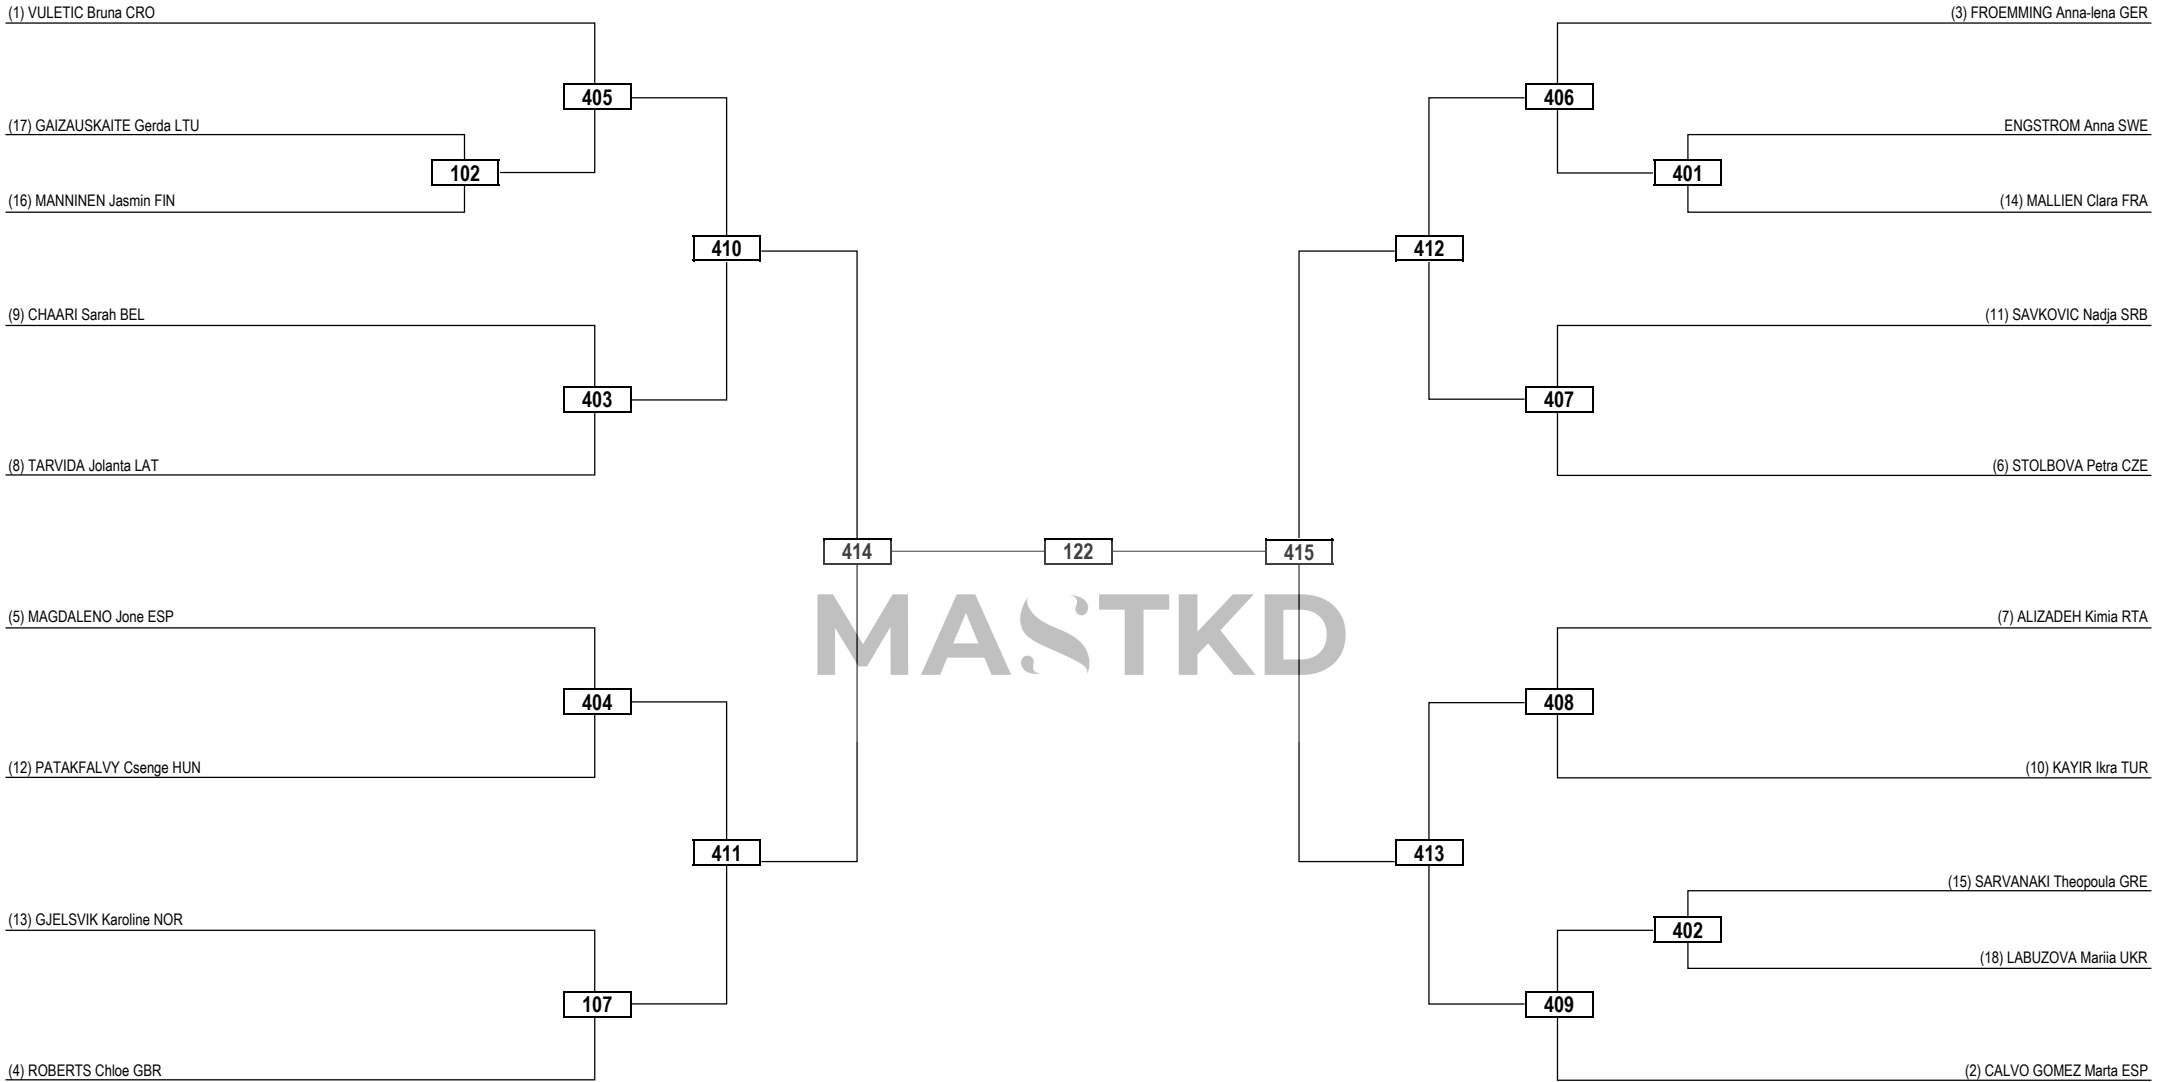 (1) VULETIC Bruna CRO
(3) FROEMMING Anna-lena GER
405
406
(17) GAIZAUSKAITE Gerda LTU
ENGSTROM Anna SWE
102
401
(16) MANNINEN Jasmin FIN
(14) MALLIEN Clara FRA
410
412
(9) CHAARI Sarah BEL
(11) SAVKOVIC Nadja SRB
403
407
(8) TARVIDA Jolanta LAT
(6) STOLBOVA Petra CZE
414
122
415
MASTKD
(5) MAGDALENO Jone ESP
(7) ALIZADEH Kimia RTA
404
408
(12) PATAKFALVY Csenge HUN
(10) KAYIR Ikra TUR
411
413
(15) SARVANAKI Theopoula GRE
(13) GJELSVIK Karoline NOR
402
(18) LABUZOVA Mariia UKR
107
409
(4) ROBERTS Chloe GBR
(2) CALVO GOMEZ Marta ESP